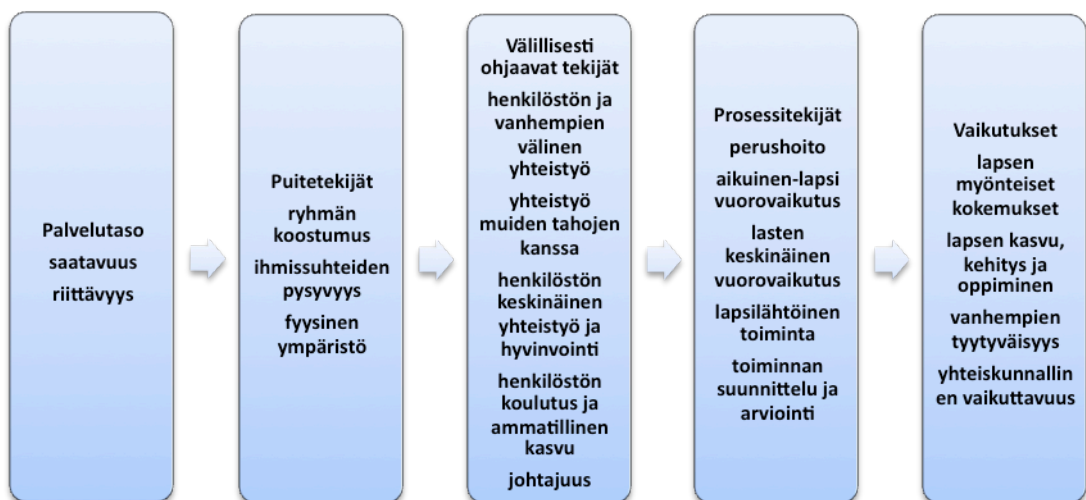 Palvelutaso
saatavuus
riittävyys
Puitetekijät
ryhmän
koostumus
ihmissuhteiden
pysyvyys
fyysinen
ympäristö
Välillisesti
ohjaavat tekijät
henkilöstön ja
vanhempien
välinen
yhteistyö
yhteistyö
muiden tahojen
kanssa
henkilöstön
keskinäinen
yhteistyö ja
hyvinvointi
henkilöstön
koulutus ja
ammatillinen
kasvu
johtajuus
Prosessitekijät
perushoito
aikuinen-lapsi
vuorovaikutus
lasten
keskinäinen
vuorovaikutus
lapsilähtöinen
toiminta
toiminnan
suunnittelu ja
arviointi
Vaikutukset
lapsen
myönteiset
kokemukset
lapsen kasvu,
kehitys ja
oppiminen
vanhempien
tyytyväisyys
yhteiskunnallin
en vaikuttavuus